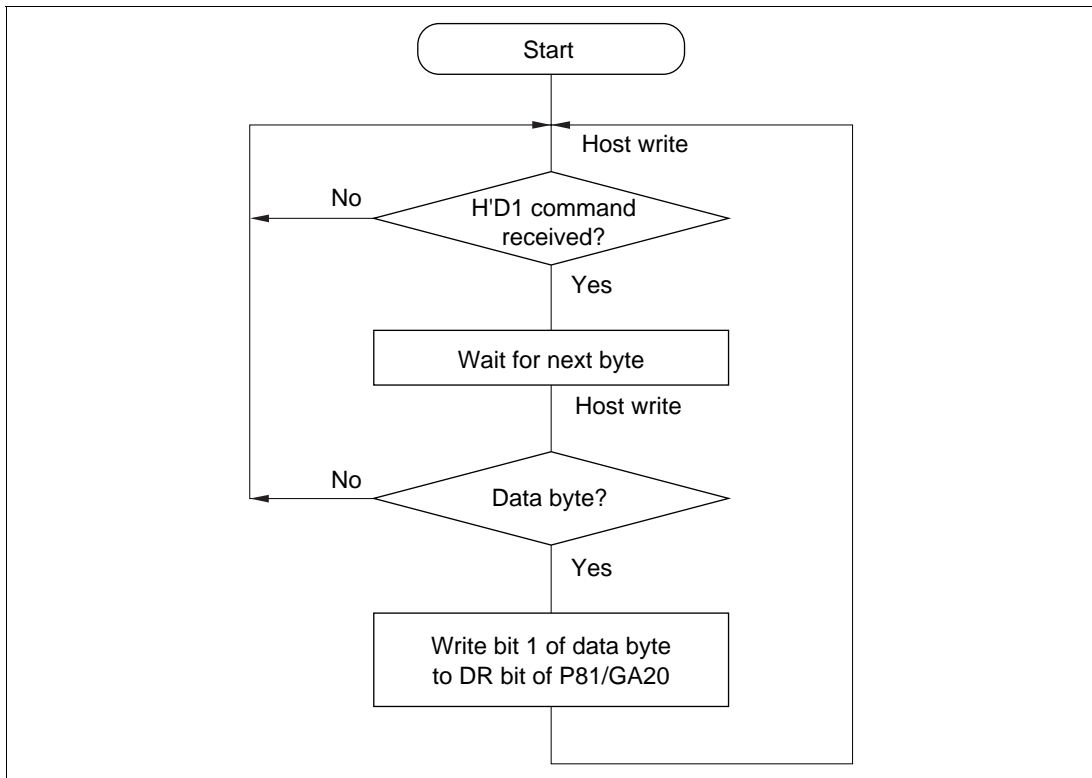 Start
Host write
No
H'D1 command
received?
Yes
Wait for next byte
Host write
No
Data byte?
Yes
Write bit 1 of data byte
to DR bit of P81/GA20